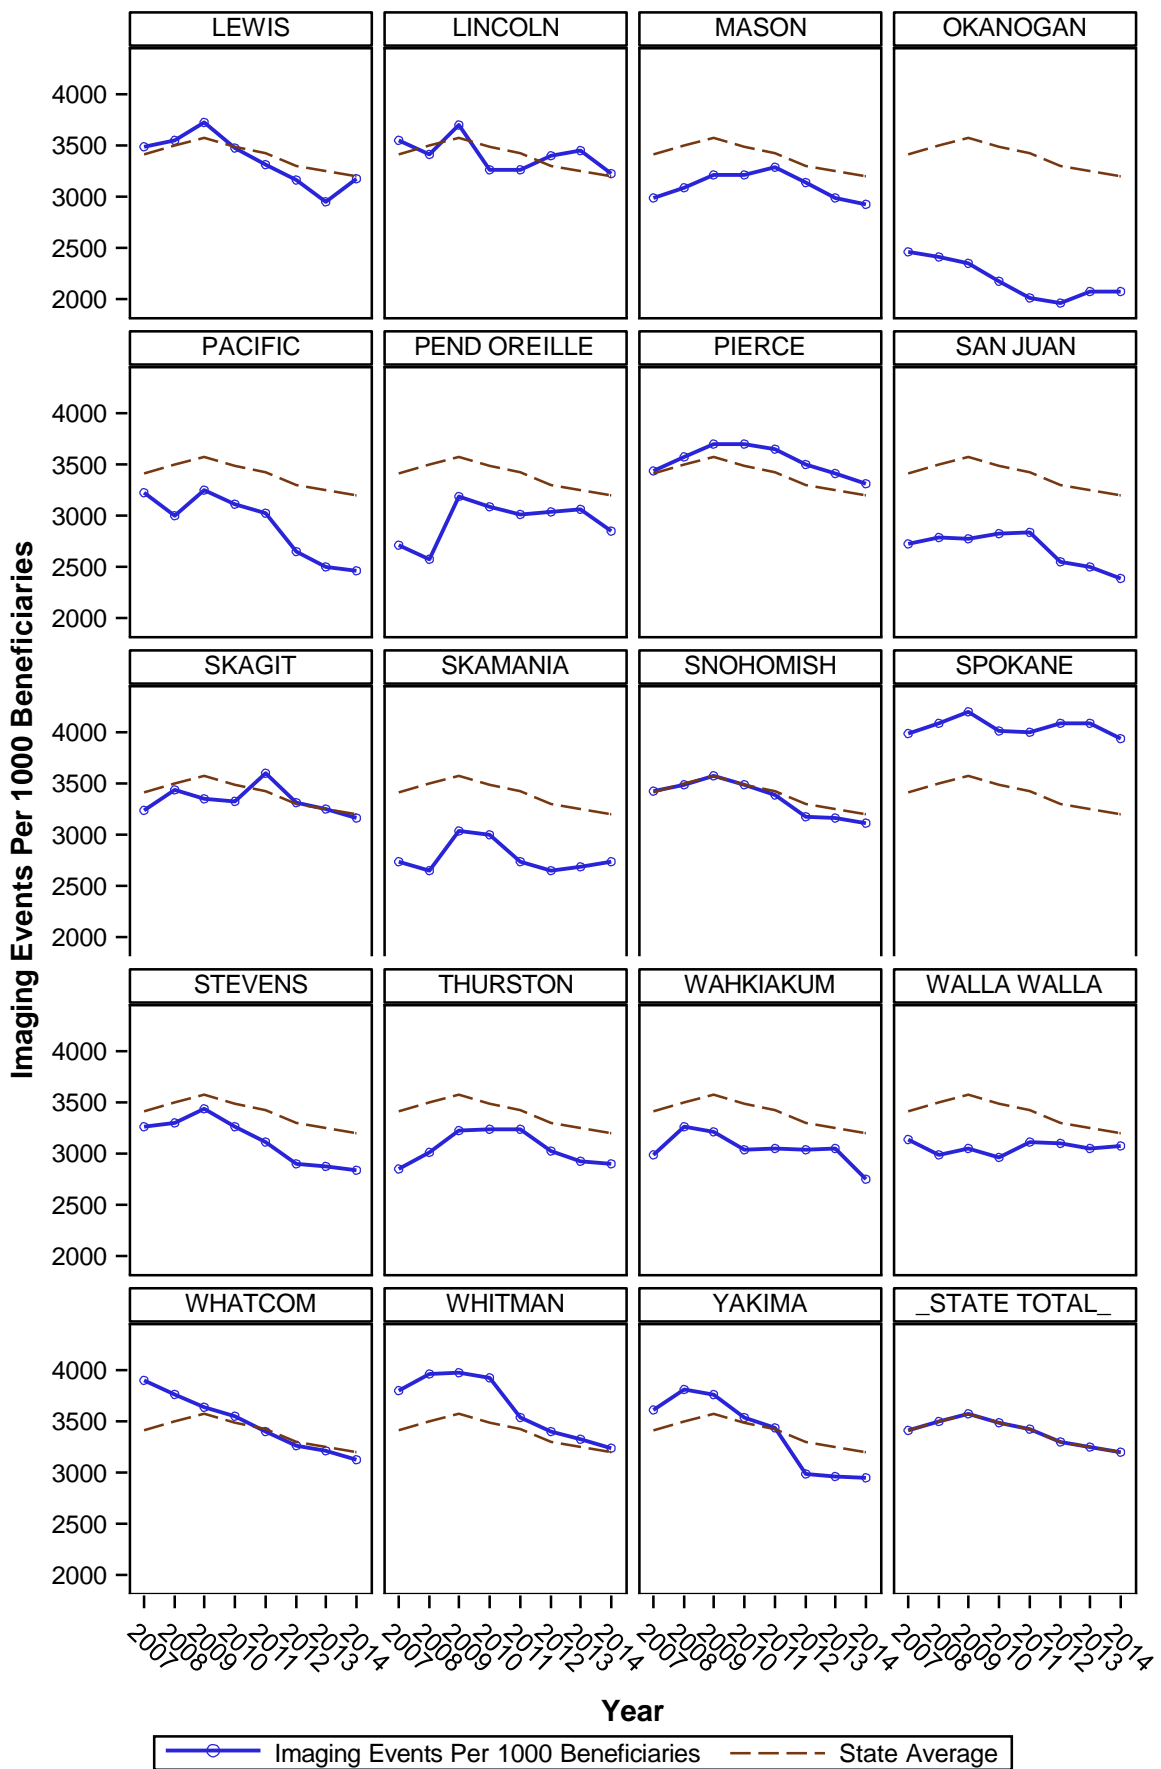 LEWIS LINCOLN MASON OKANOGAN
4000
3500
3000
2500
2000
PACIFIC PEND OREILLE PIERCE SAN JUAN
4000
3500
3000
2500
2000
SKAGIT SKAMANIA SNOHOMISH SPOKANE
4000
3500
3000
2500
2000
STEVENS THURSTON WAHKIAKUM WALLA WALLA
4000
3500
3000
2500
2000
WHATCOM WHITMAN YAKIMA _STATE TOTAL_
4000
3500
3000
2500
2000
Imaging Events Per 1000 Beneficiaries
2007 2008 2009 2010 2011 2012 2013 2014 2007 2008 2009 2010 2011 2012 2013 2014 2007 2008 2009 2010 2011 2012 2013 2014 2007 2008 2009 2010 2011 2012 2013 2014
Year
Imaging Events Per 1000 Beneficiaries State Average